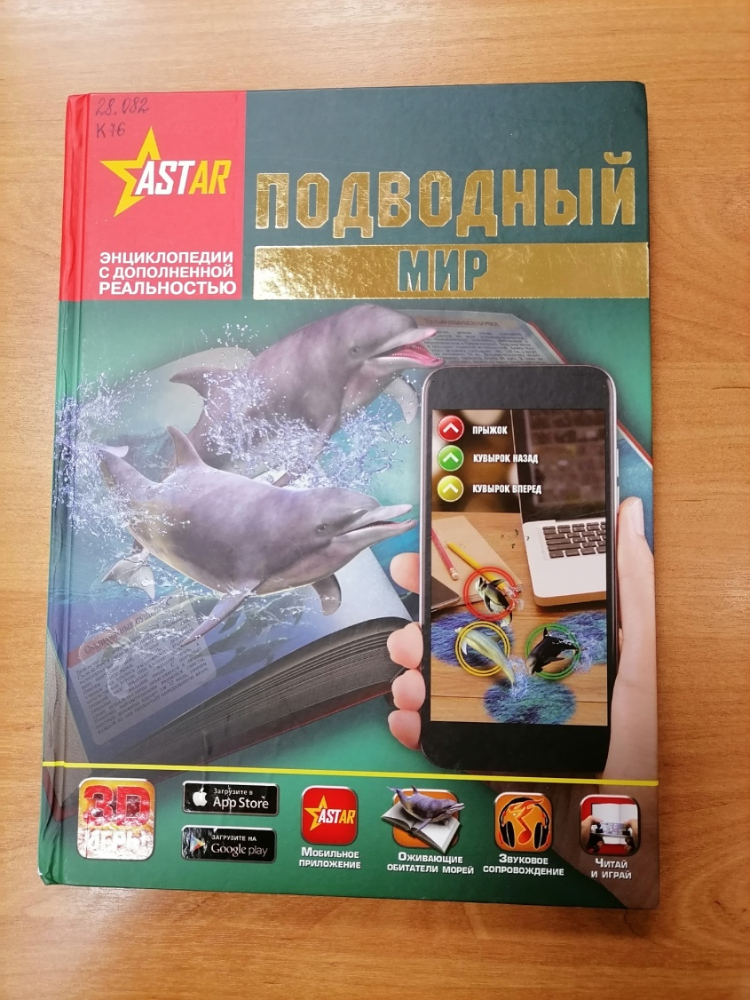 28.082
К76
ASTAR
ЭНЦИКЛОПЕДИИ
С ДОПОЛНЕННОЙ
РЕАЛЬНОСТЬЮ
ПОДВОДНЫЙ
МИР
ПРЫЖОК
КУВЫРОК НАЗАД
КУВЫРОК ВПЕРЕД
3D
ИГРЫ
Загрузите в
App Store
ЗАГРУЗИТЕ НА
Google play
ASTAR
МОБИЛЬНОЕ
ПРИЛОЖЕНИЕ
ОЖИВАЮЩИЕ
ОБИТАТЕЛИ МОРЕЙ
ЗВУКОВОЕ
СОПРОВОЖДЕНИЕ
ЧИТАЙ
И ИГРАЙ